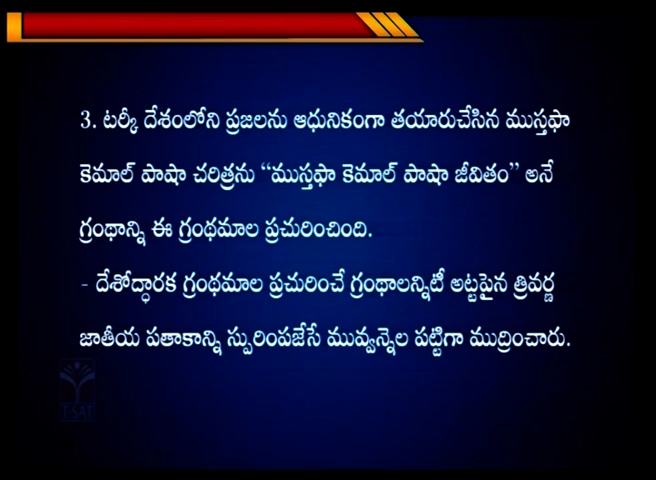 3. టర్కీ దేశంలోని ప్రజలను ఆధునికంగా తయారుచేసిన ముస్తఫా
కెమాల్ పాషా చరిత్రను “ముస్తఫా కెమాల్ పాషా జీవితం” అనే
గ్రంథాన్ని ఈ గ్రంథమాల ప్రచురించింది.
- దేశోద్ధారక గ్రంథమాల ప్రచురించే గ్రంథాలన్నిటీ అట్టపైన త్రివర్ణ
జాతీయ పతాకాన్ని స్పురింపజేసే మువ్వన్నెల పట్టిగా ముద్రించారు.
T-SAT